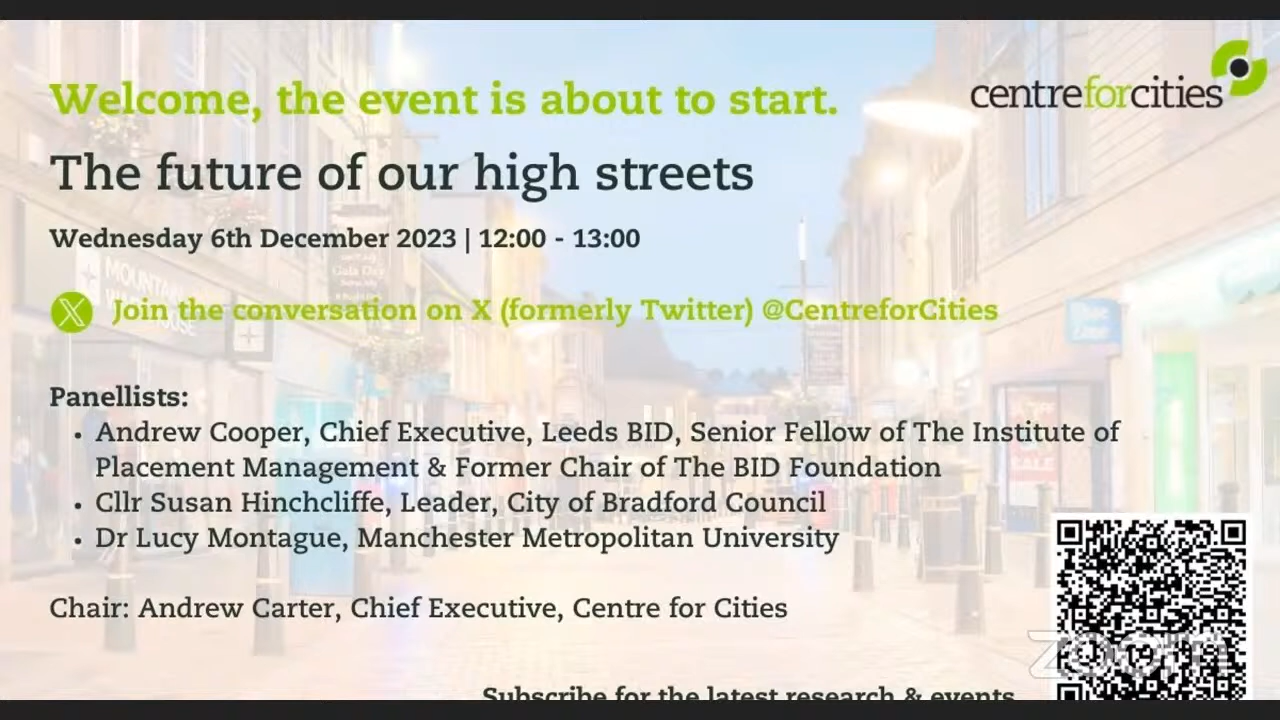 centreforcities
Welcome, the event is about to start.
The future of our high streets
Wednesday 6th December 2023 | 12:00 - 13:00
MOUNTAIN
WAREHOUSE
Join the conversation on X (formerly Twitter) @CentreforCities
Panellists:
• Andrew Cooper, Chief Executive, Leeds BID, Senior Fellow of The Institute of
Placement Management & Former Chair of The BID Foundation
• Cllr Susan Hinchcliffe, Leader, City of Bradford Council
• Dr Lucy Montague, Manchester Metropolitan University
Chair: Andrew Carter, Chief Executive, Centre for Cities
zoom
Subscribe for the latest research & events